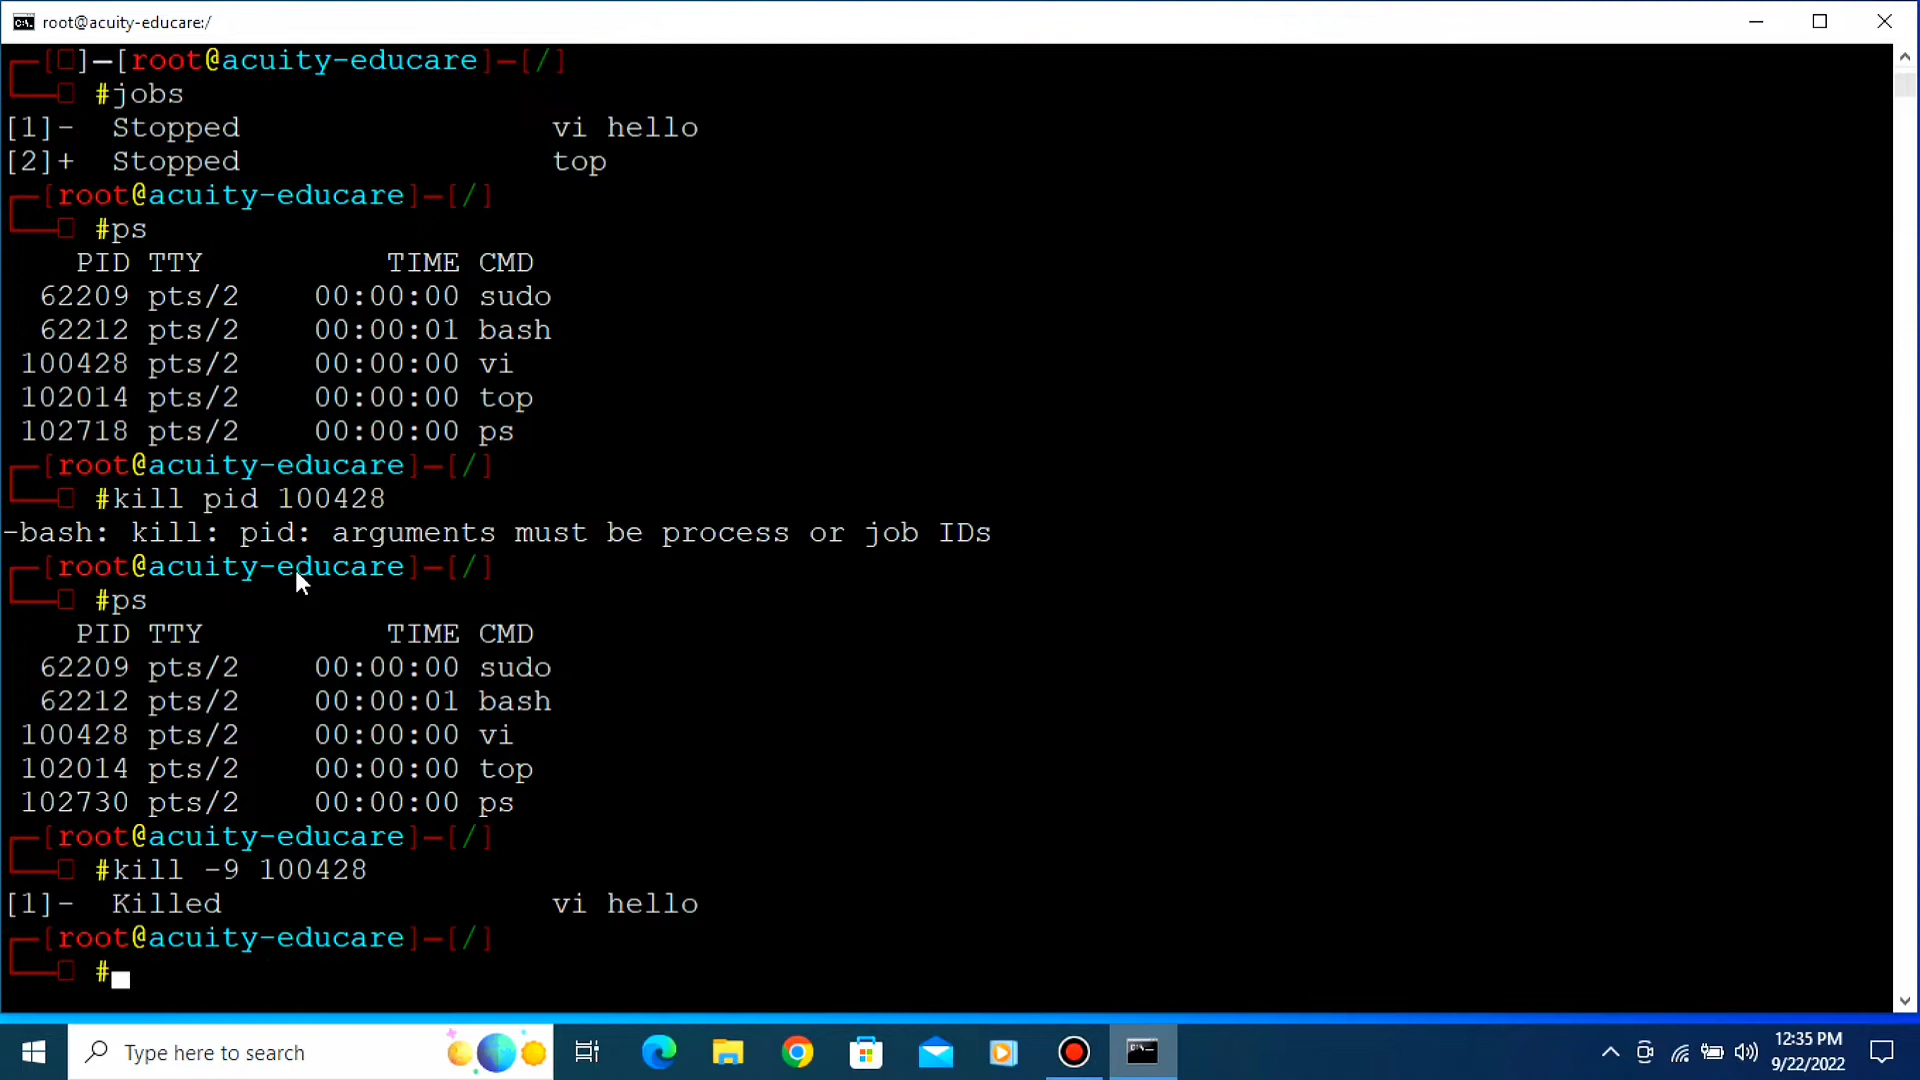 root@acuity-educare:/
┌─[□]─[root@acuity-educare]─[/]
└──□ #jobs
[1]-  Stopped                 vi hello
[2]+  Stopped                 top
┌─[root@acuity-educare]─[/]
└──□ #ps
    PID TTY          TIME CMD
  62209 pts/2    00:00:00 sudo
  62212 pts/2    00:00:01 bash
 100428 pts/2    00:00:00 vi
 102014 pts/2    00:00:00 top
 102718 pts/2    00:00:00 ps
┌─[root@acuity-educare]─[/]
└──□ #kill pid 100428
-bash: kill: pid: arguments must be process or job IDs
┌─[root@acuity-educare]─[/]
└──□ #ps
    PID TTY          TIME CMD
  62209 pts/2    00:00:00 sudo
  62212 pts/2    00:00:01 bash
 100428 pts/2    00:00:00 vi
 102014 pts/2    00:00:00 top
 102730 pts/2    00:00:00 ps
┌─[root@acuity-educare]─[/]
└──□ #kill -9 100428
[1]-  Killed                  vi hello
┌─[root@acuity-educare]─[/]
└──□ #
Type here to search
12:35 PM
9/22/2022